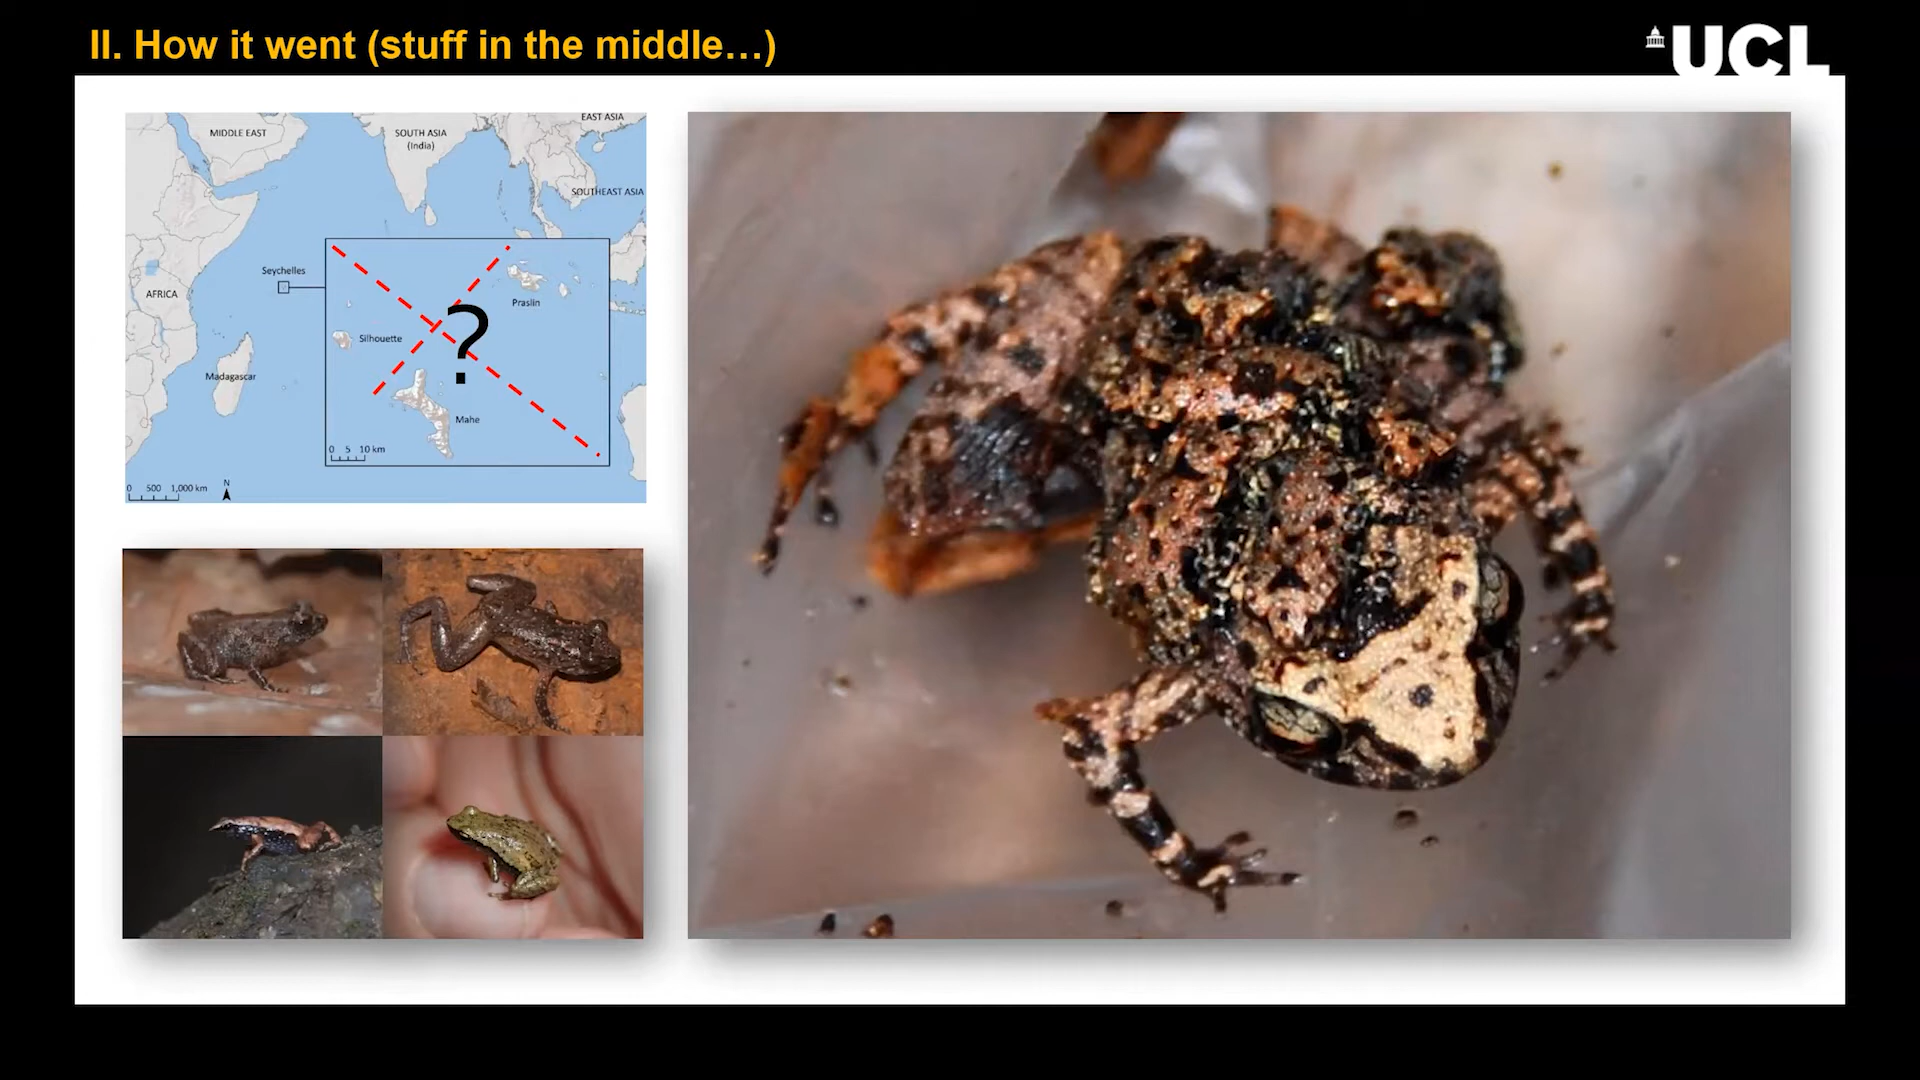 II. How it went (stuff in the middle...)
UCL
MIDDLE EAST
SOUTH ASIA
(India)
EAST ASIA
SOUTHEAST ASIA
Seychelles
AFRICA
Praslin
?
Silhouette
Madagascar
Mahe
0 5 10 km
0 500 1,000 km
N